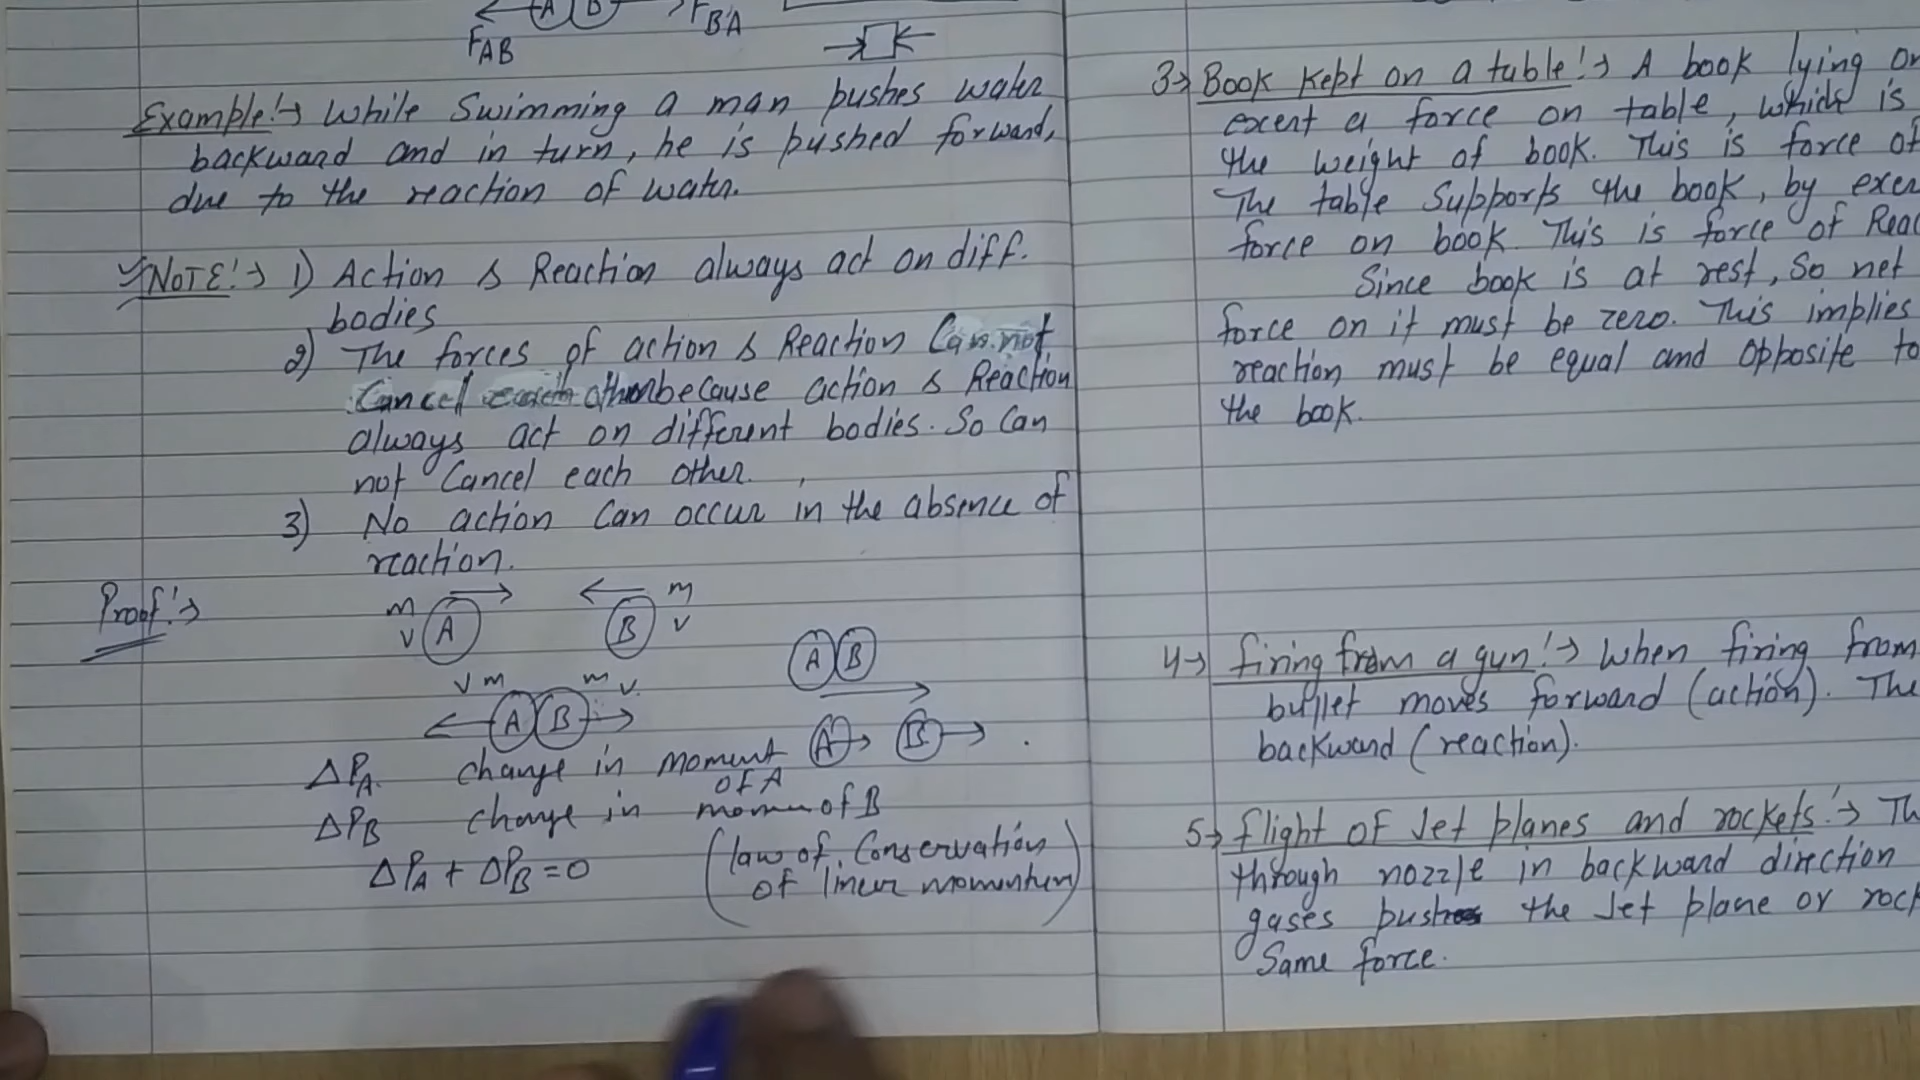 A B
F_AB F_BA
Example:→ While Swimming a man pushes water
backward and in turn, he is pushed forward,
due to the reaction of water.
NOTE:→ 1) Action & Reaction always act on diff.
bodies
2) The forces of action & Reaction Can not
Cancel each other because action & Reaction
always act on different bodies. So Can
not Cancel each other.
3) No action Can occur in the absence of
reaction.
Proof:→
m m
v A B v
v m m v
A B
A B
A B
ΔP_A change in moment
of A
ΔP_B change in momen of B
ΔP_A + ΔP_B = 0 (law of Conservation
of linear momentum)
3→ Book Kept on a table:→ A book lying on
exert a force on table, which is
the weight of book. This is force of
The table Supports the book, by exer
force on book. This is force of Reac
Since book is at rest, So net
force on it must be zero. This implies
reaction must be equal and opposite to
the book.
4→ firing from a gun:→ When firing from
bullet moves forward (action). The
backward (reaction).
5→ flight of Jet planes and rockets:→ Th
through nozzle in backward direction
gases pushes the Jet plane or rock
Same force.